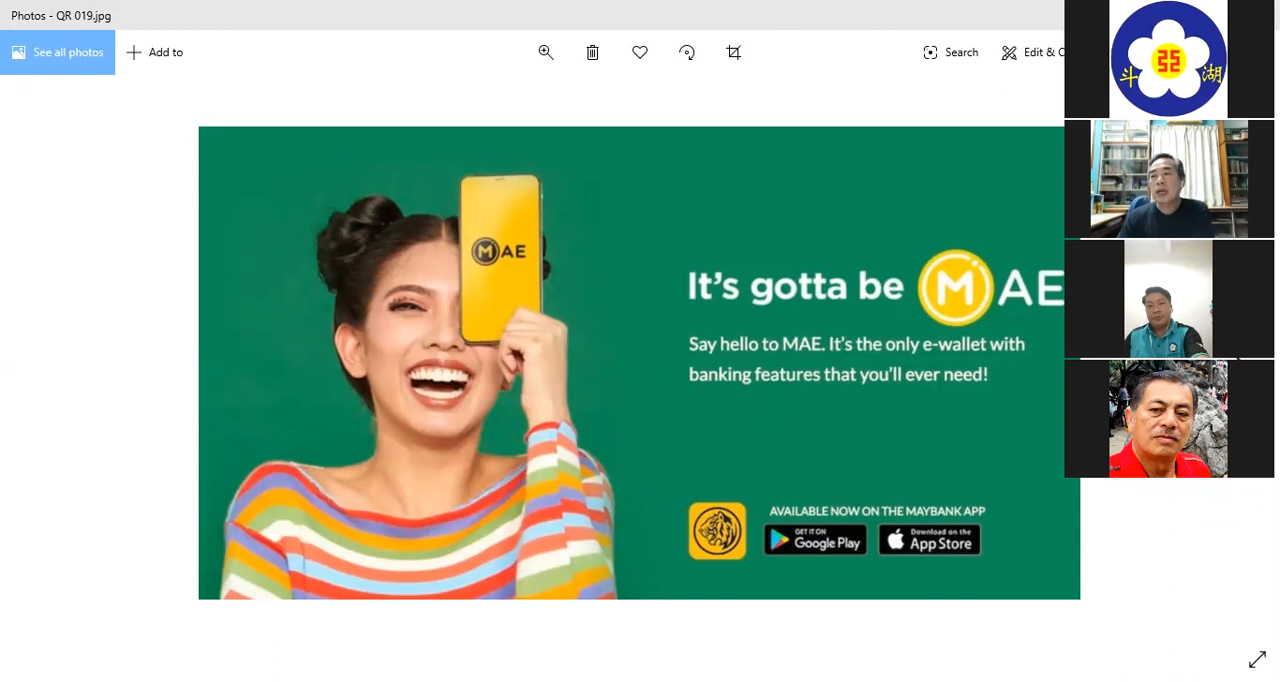 Photos - QR 019.jpg
See all photos
Add to
Search
Edit & C
MAE
It's gotta be MAE
Say hello to MAE. It's the only e-wallet with
banking features that you'll ever need!
AVAILABLE NOW ON THE MAYBANK APP
GET IT ON
Google Play
Download on the
App Store
斗 亞 湖